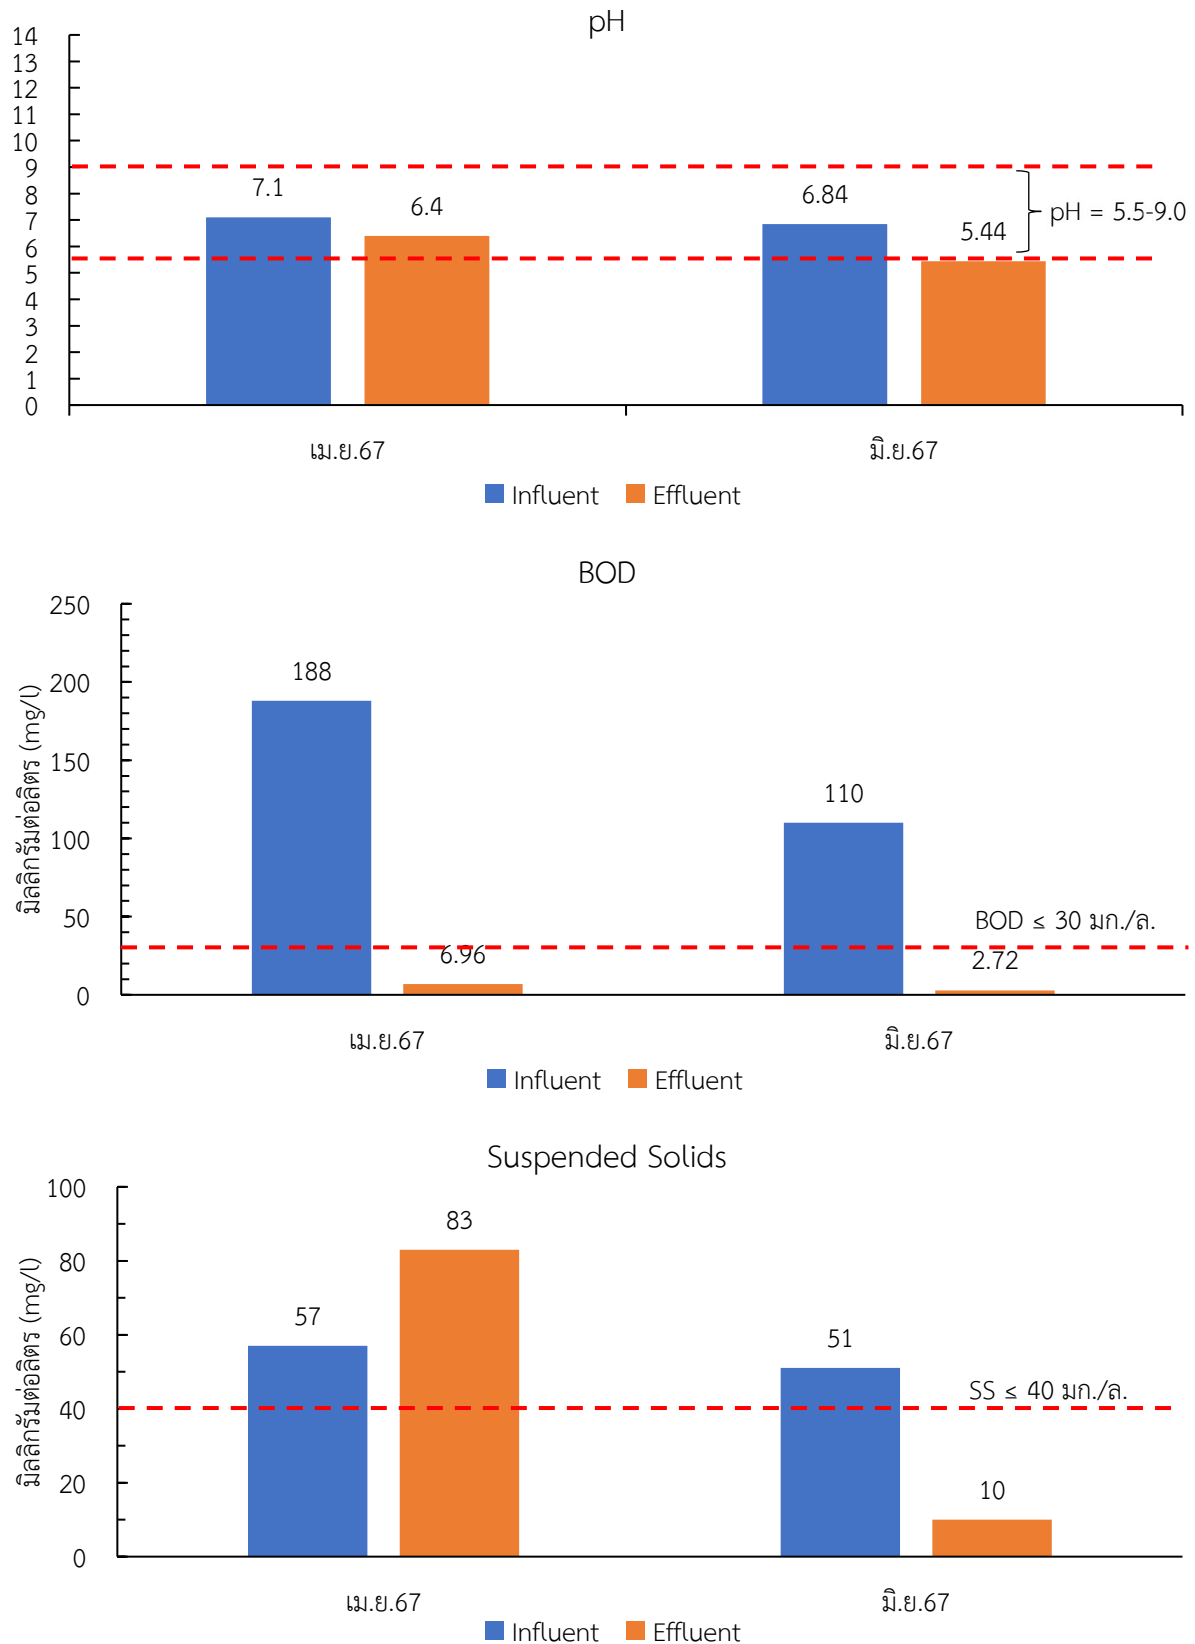 pH
14
13
12
11
10
9
8
7
6
5
4
3
2
1
0
7.1
6.4
6.84
5.44
pH = 5.5-9.0
เม.ย.67
มิ.ย.67
Influent
Effluent
BOD
มิลลิกรัมต่อลิตร (mg/l)
250
200
150
100
50
0
188
6.96
110
2.72
BOD ≤ 30 มก./ล.
เม.ย.67
มิ.ย.67
Influent
Effluent
Suspended Solids
มิลลิกรัมต่อลิตร (mg/l)
100
80
60
40
20
0
57
83
51
10
SS ≤ 40 มก./ล.
เม.ย.67
มิ.ย.67
Influent
Effluent